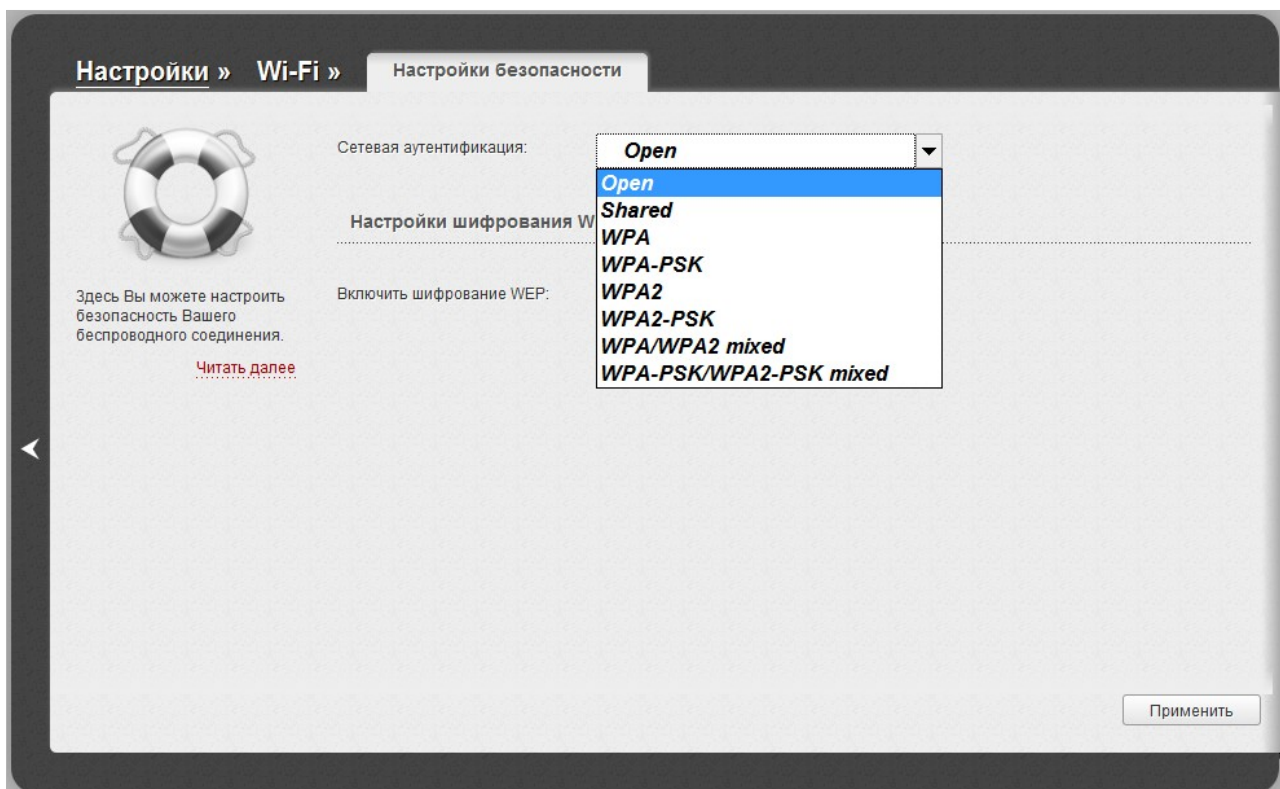 Настройки » Wi-Fi » Настройки безопасности
Сетевая аутентификация: Open
Open
Shared
WPA
WPA-PSK
WPA2
WPA2-PSK
WPA/WPA2 mixed
WPA-PSK/WPA2-PSK mixed
Настройки шифрования W
Включить шифрование WEP:
Здесь Вы можете настроить
безопасность Вашего
беспроводного соединения.
Читать далее
Применить